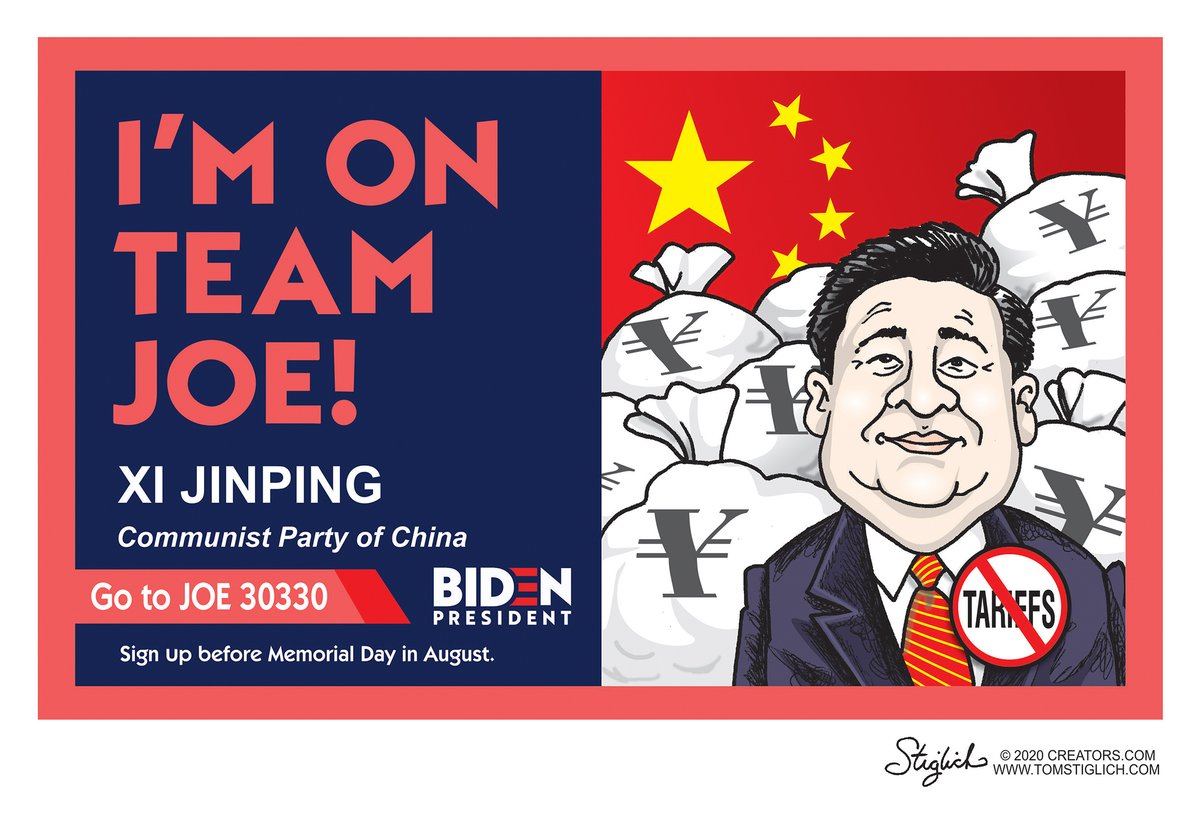 I'M ON
TEAM
JOE!
XI JINPING
Communist Party of China
Go to JOE 30330
BIDEN
PRESIDENT
Sign up before Memorial Day in August.
¥
¥
¥
¥
¥
TARIFFS
Stiglich
© 2020 CREATORS.COM
WWW.TOMSTIGLICH.COM